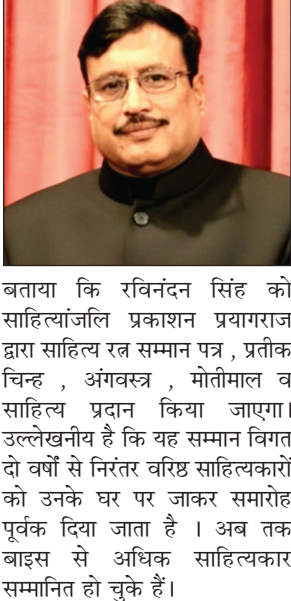 बताया कि रविनंदन सिंह को
साहित्यांजलि प्रकाशन प्रयागराज
द्वारा साहित्य रत्न सम्मान पत्र , प्रतीक
चिन्ह , अंगवस्त्र , मोतीमाल व
साहित्य प्रदान किया जाएगा।
उल्लेखनीय है कि यह सम्मान विगत
दो वर्षों से निरंतर वरिष्ठ साहित्यकारों
को उनके घर पर जाकर समारोह
पूर्वक दिया जाता है । अब तक
बाइस से अधिक साहित्यकार
सम्मानित हो चुके हैं।